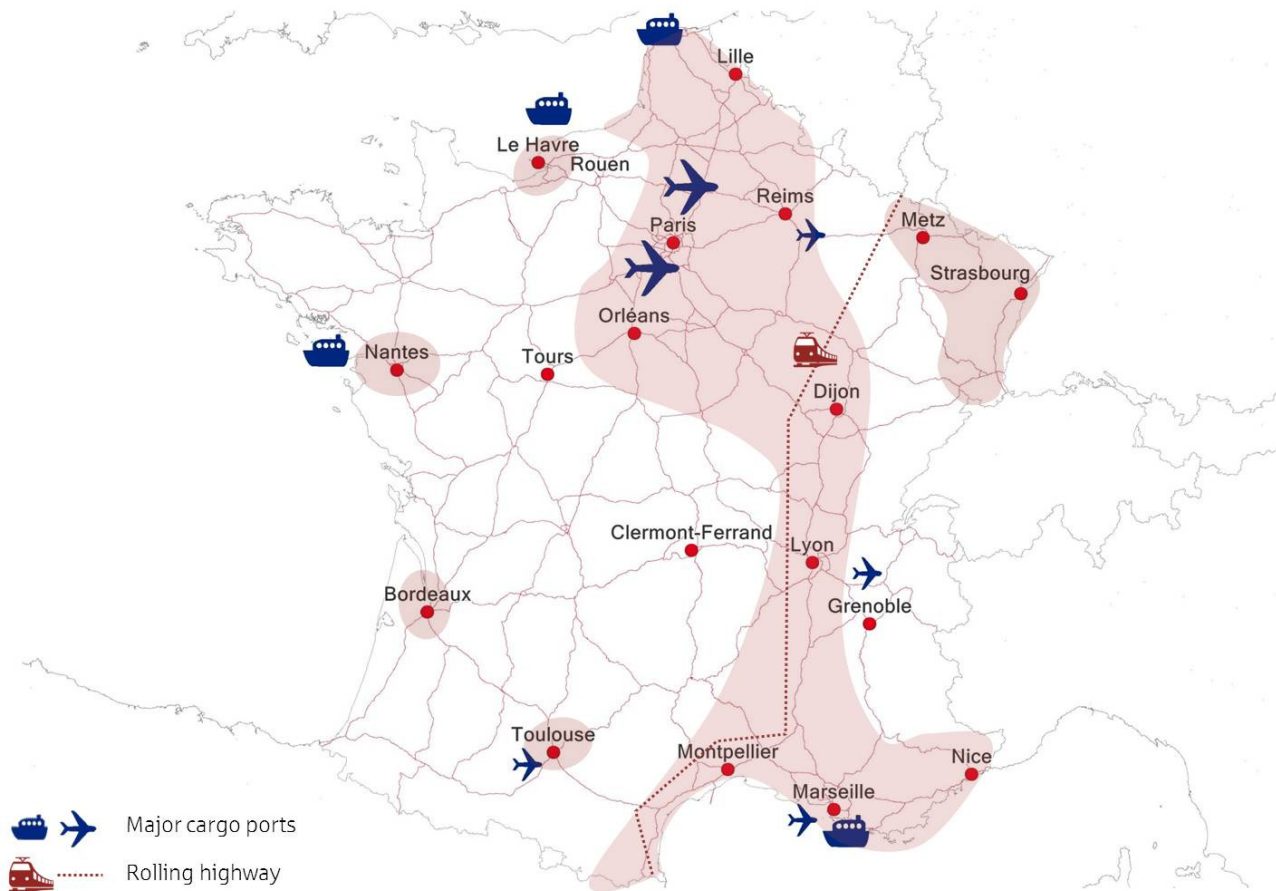 Lille
Le Havre
Rouen
Reims
Paris
Metz
Strasbourg
Orléans
Nantes
Tours
Dijon
Clermont-Ferrand
Lyon
Bordeaux
Grenoble
Toulouse
Montpellier
Nice
Marseille
Major cargo ports
Rolling highway